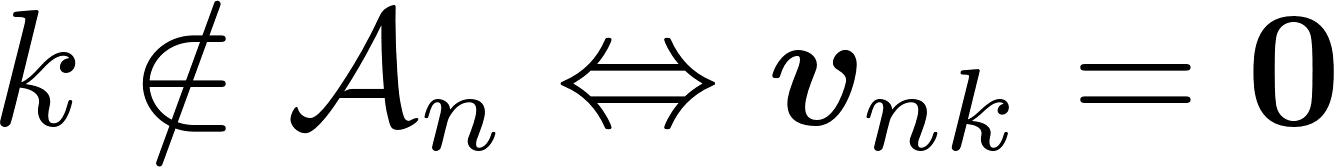 k ∉ 𝒜ₙ ⇔ 𝒗ₙₖ = 𝟎